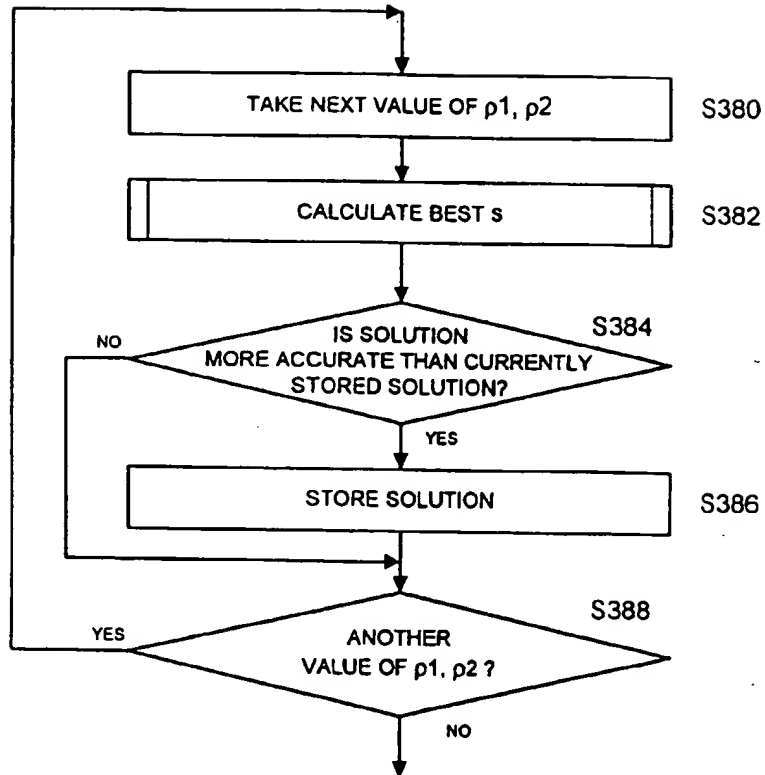 TAKE NEXT VALUE OF ρ1, ρ2
S380
CALCULATE BEST s
S382
S384
NO
IS SOLUTION
MORE ACCURATE THAN CURRENTLY
STORED SOLUTION?
YES
STORE SOLUTION
S386
S388
YES
ANOTHER
VALUE OF ρ1, ρ2 ?
NO